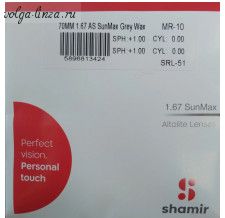 volga-linza.ru
70MM 1.67 AS SunMax Grey Wax MR-10
SPH +1.00 CYL 0.00
SPH +1.00 CYL 0.00
5896813424
SRL-51
1.67 SunMax
Altolite Lenses
Perfect
vision.
Personal
touch
shamir